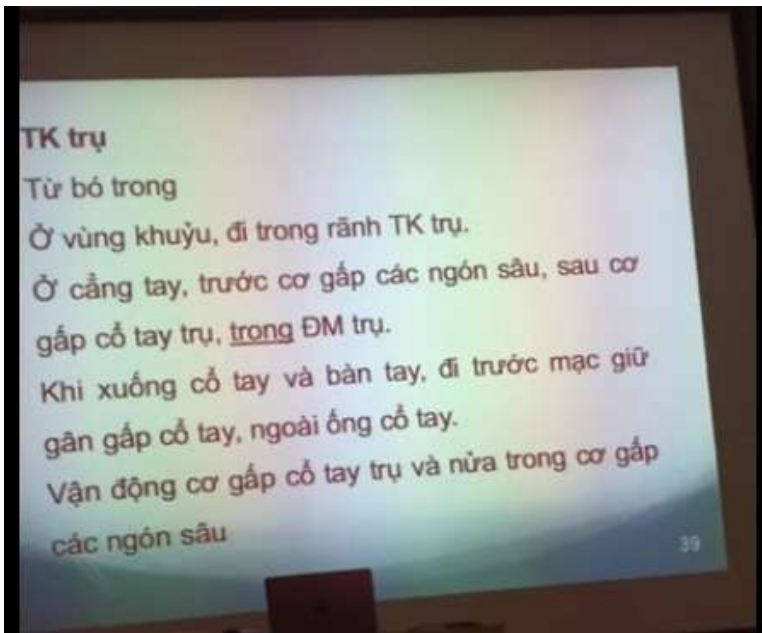 TK trụ
Từ bó trong
Ở vùng khuỷu, đi trong rãnh TK trụ.
Ở cẳng tay, trước cơ gấp các ngón sâu, sau cơ
gấp cổ tay trụ, trong ĐM trụ.
Khi xuống cổ tay và bàn tay, đi trước mạc giữ
gân gấp cổ tay, ngoài ống cổ tay.
Vận động cơ gấp cổ tay trụ và nửa trong cơ gấp
các ngón sâu
39